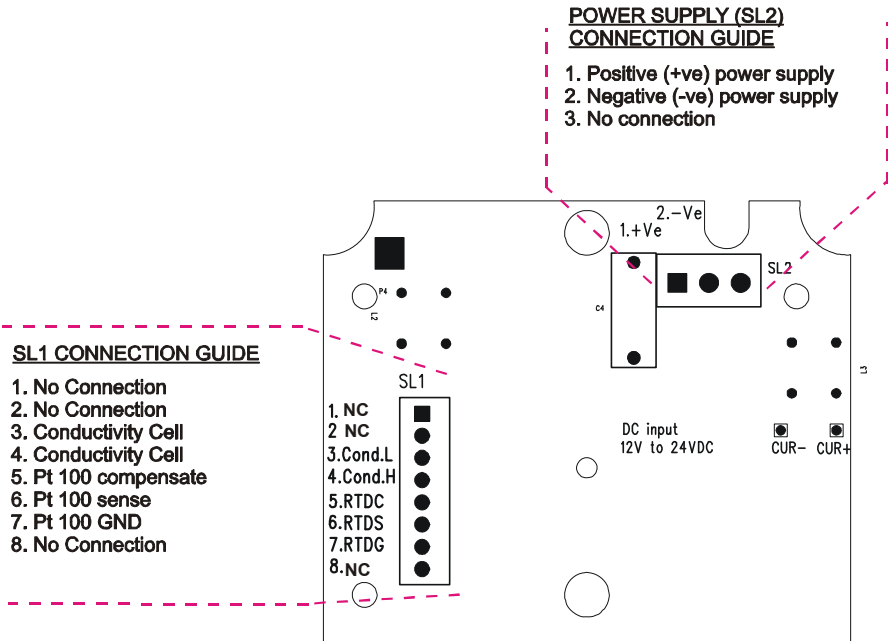 POWER SUPPLY (SL2)
CONNECTION GUIDE
1. Positive (+ve) power supply
2. Negative (-ve) power supply
3. No connection
2.-Ve
1.+Ve
SL2
P4
L2
C4
L3
SL1 CONNECTION GUIDE
1. No Connection
2. No Connection
3. Conductivity Cell
4. Conductivity Cell
5. Pt 100 compensate
6. Pt 100 sense
7. Pt 100 GND
8. No Connection
SL1
1. NC
2 NC
3.Cond.L
4.Cond.H
5.RTDC
6.RTDS
7.RTDG
8.NC
DC input
12V to 24VDC
CUR- CUR+